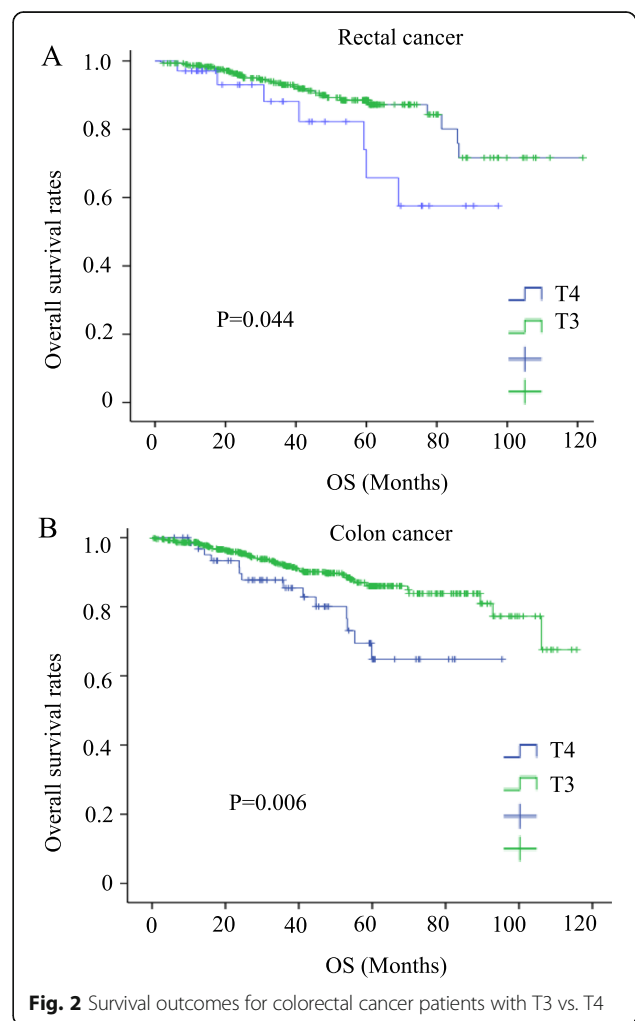 A
Rectal cancer
1.0
0.8
0.6
0.4
0.2
0
Overall survival rates
P=0.044
T4
T3
0 20 40 60 80 100 120
OS (Months)
B
Colon cancer
1.0
0.8
0.6
0.4
0.2
0
Overall survival rates
P=0.006
T4
T3
0 20 40 60 80 100 120
OS (Months)
Fig. 2 Survival outcomes for colorectal cancer patients with T3 vs. T4